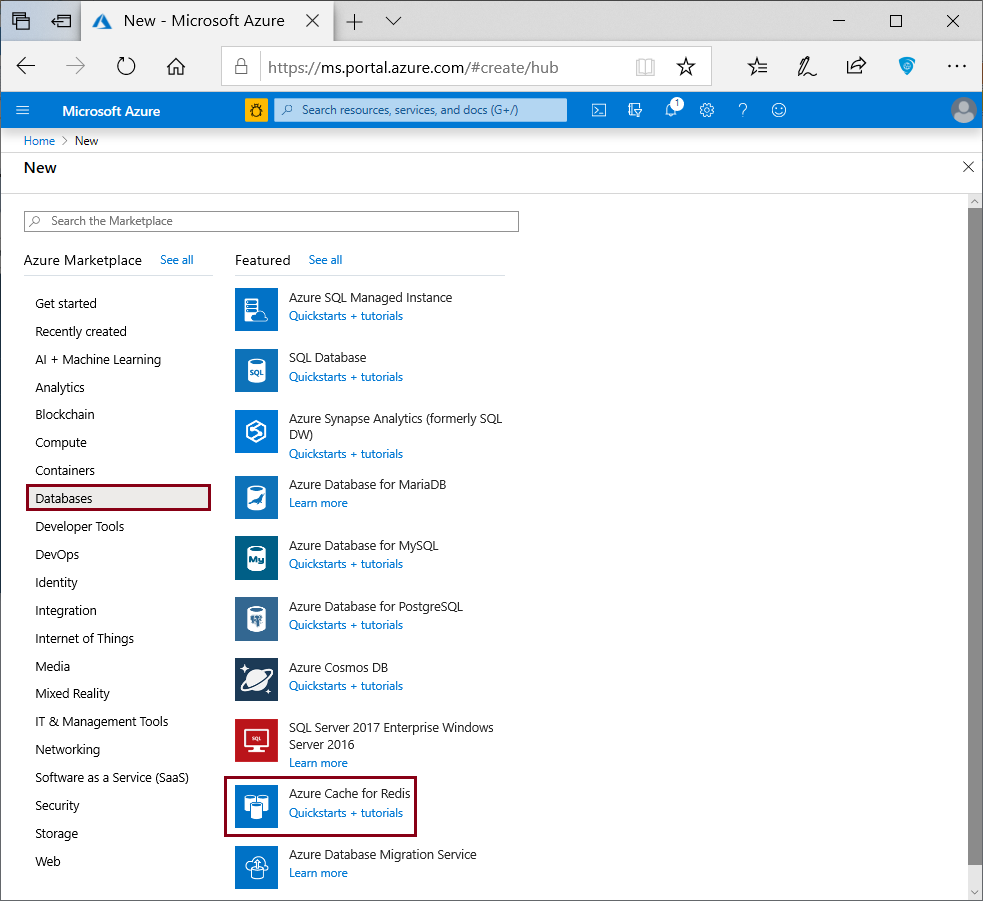 New - Microsoft Azure
https://ms.portal.azure.com/#create/hub
Microsoft Azure
Search resources, services, and docs (G+/)
1
Home > New
New
Search the Marketplace
Azure Marketplace See all
Get started
Recently created
AI + Machine Learning
Analytics
Blockchain
Compute
Containers
Databases
Developer Tools
DevOps
Identity
Integration
Internet of Things
Media
Mixed Reality
IT & Management Tools
Networking
Software as a Service (SaaS)
Security
Storage
Web
Featured See all
Azure SQL Managed Instance
Quickstarts + tutorials
SQL
SQL Database
Quickstarts + tutorials
Azure Synapse Analytics (formerly SQL
DW)
Quickstarts + tutorials
Azure Database for MariaDB
Learn more
My
Azure Database for MySQL
Quickstarts + tutorials
Azure Database for PostgreSQL
Quickstarts + tutorials
Azure Cosmos DB
Quickstarts + tutorials
SQL
SQL Server 2017 Enterprise Windows
Server 2016
Learn more
Azure Cache for Redis
Quickstarts + tutorials
Azure Database Migration Service
Learn more